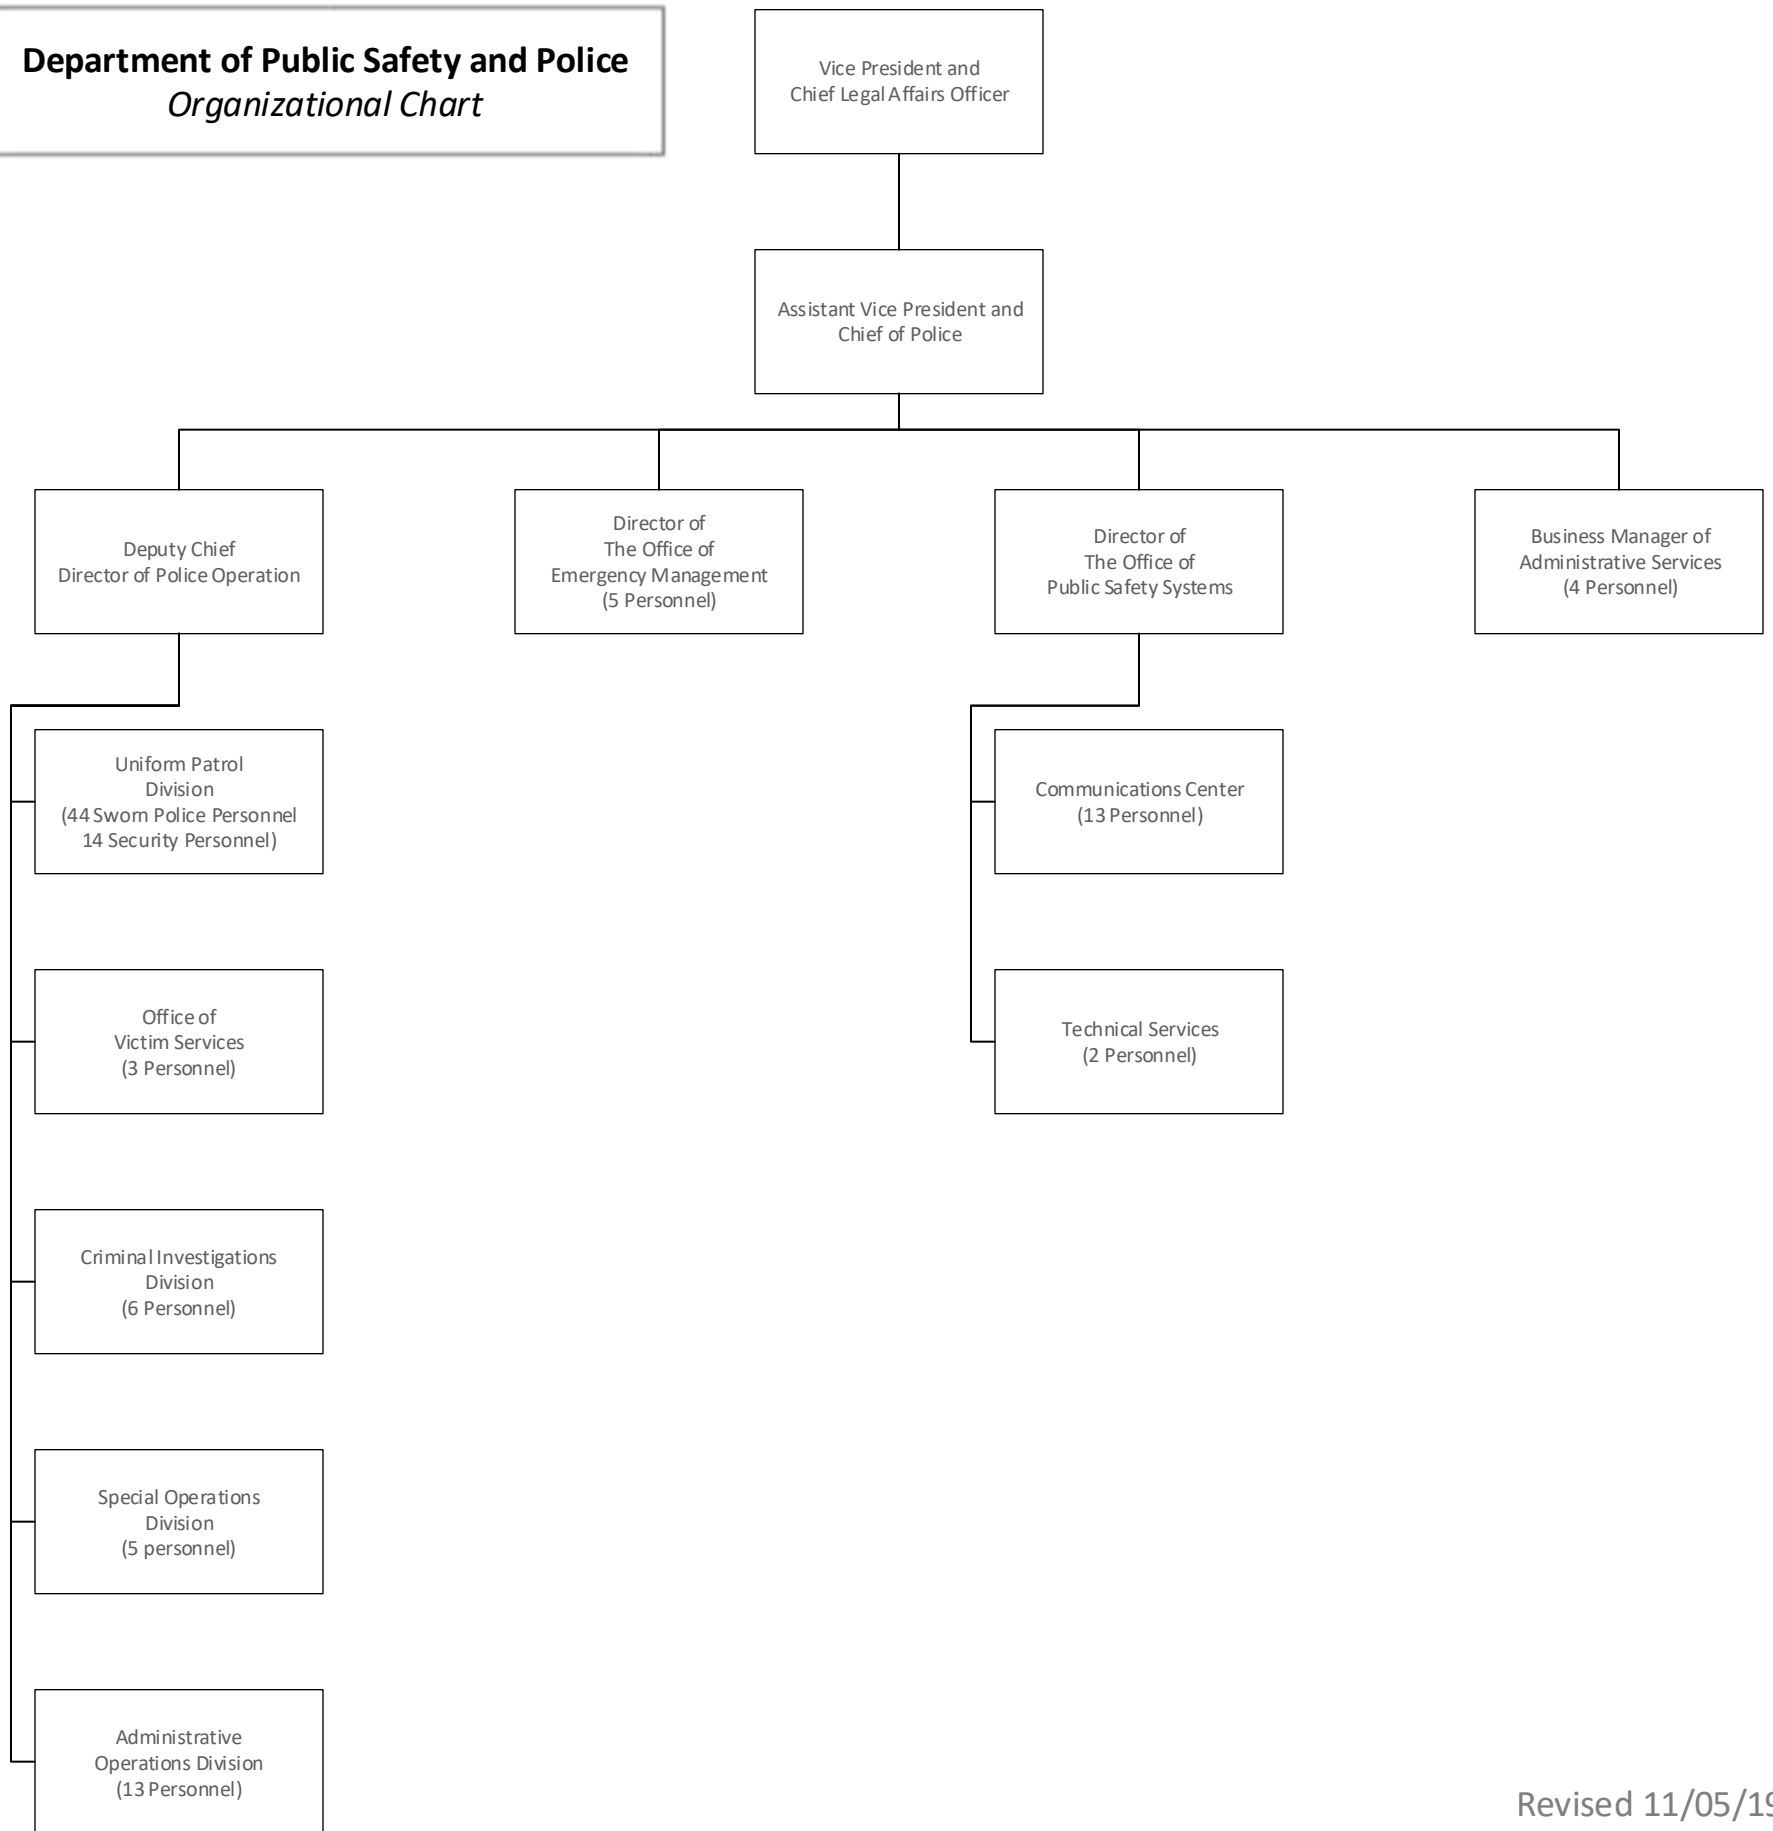 Department of Public Safety and Police
Organizational Chart
Vice President and
Chief Legal Affairs Officer
Assistant Vice President and
Chief of Police
Deputy Chief
Director of Police Operation
Director of
The Office of
Emergency Management
(5 Personnel)
Director of
The Office of
Public Safety Systems
Business Manager of
Administrative Services
(4 Personnel)
Uniform Patrol
Division
(44 Sworn Police Personnel
14 Security Personnel)
Communications Center
(13 Personnel)
Office of
Victim Services
(3 Personnel)
Technical Services
(2 Personnel)
Criminal Investigations
Division
(6 Personnel)
Special Operations
Division
(5 personnel)
Administrative
Operations Division
(13 Personnel)
Revised 11/05/19